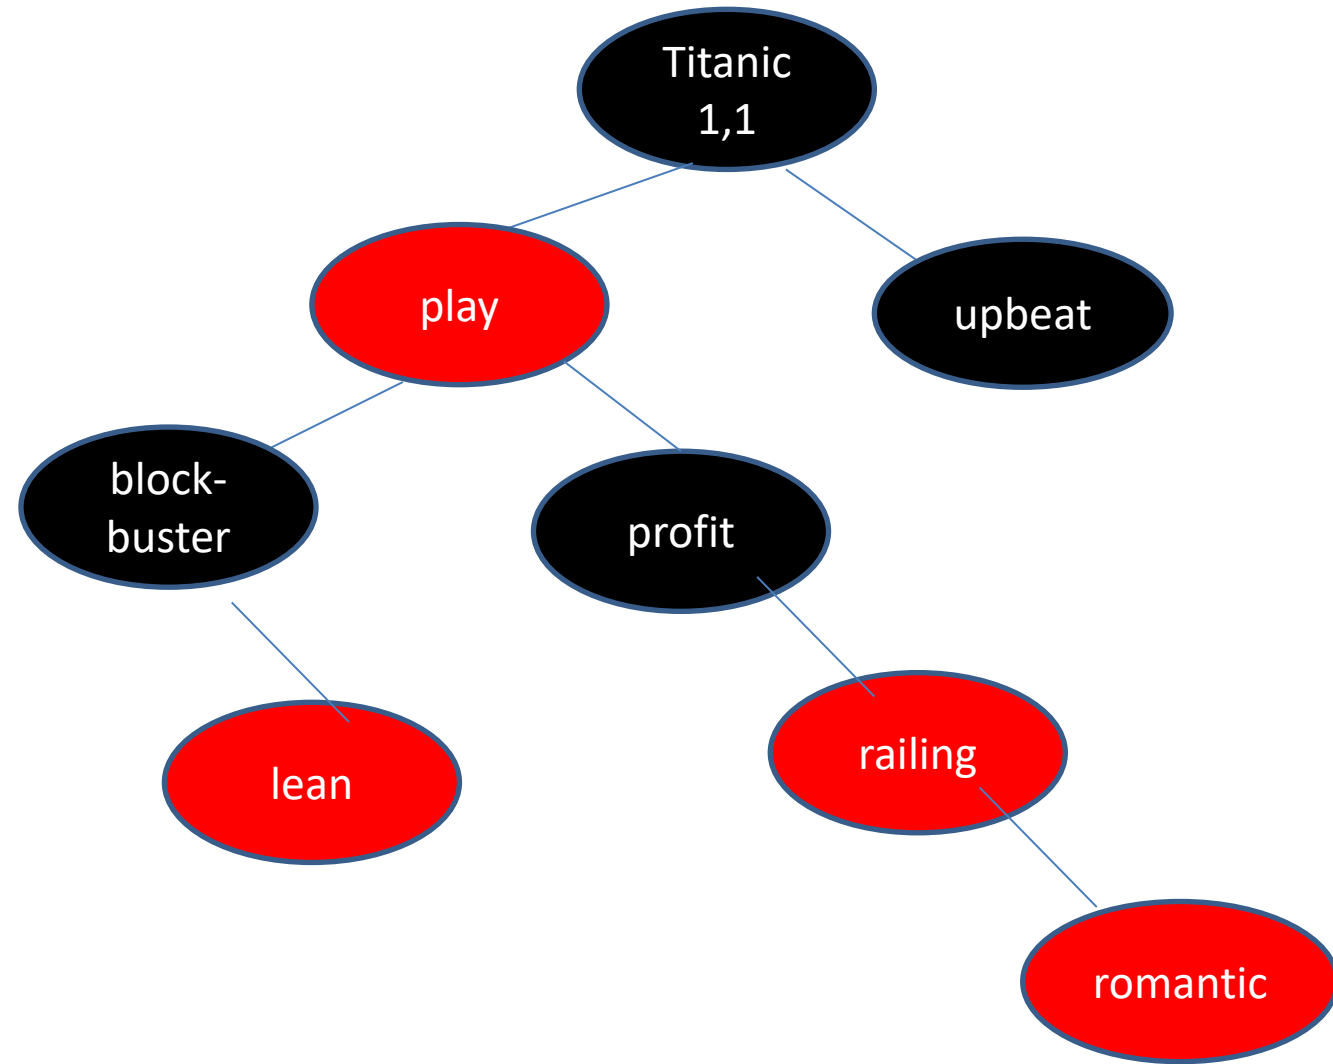 Titanic
1,1
play
upbeat
block-
buster
profit
railing
lean
romantic